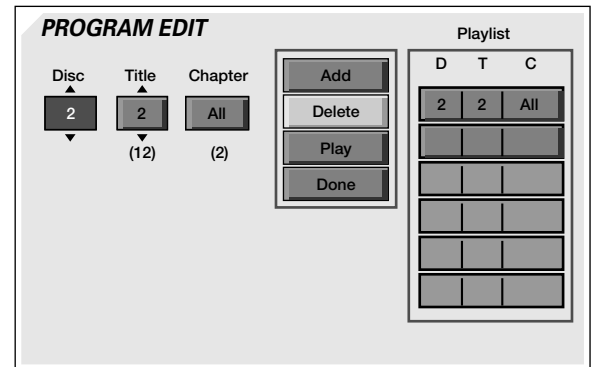 PROGRAM EDIT
Disc Title Chapter
2 2 All
(12) (2)
Add
Delete
Play
Done
Playlist
D T C
2 2 All